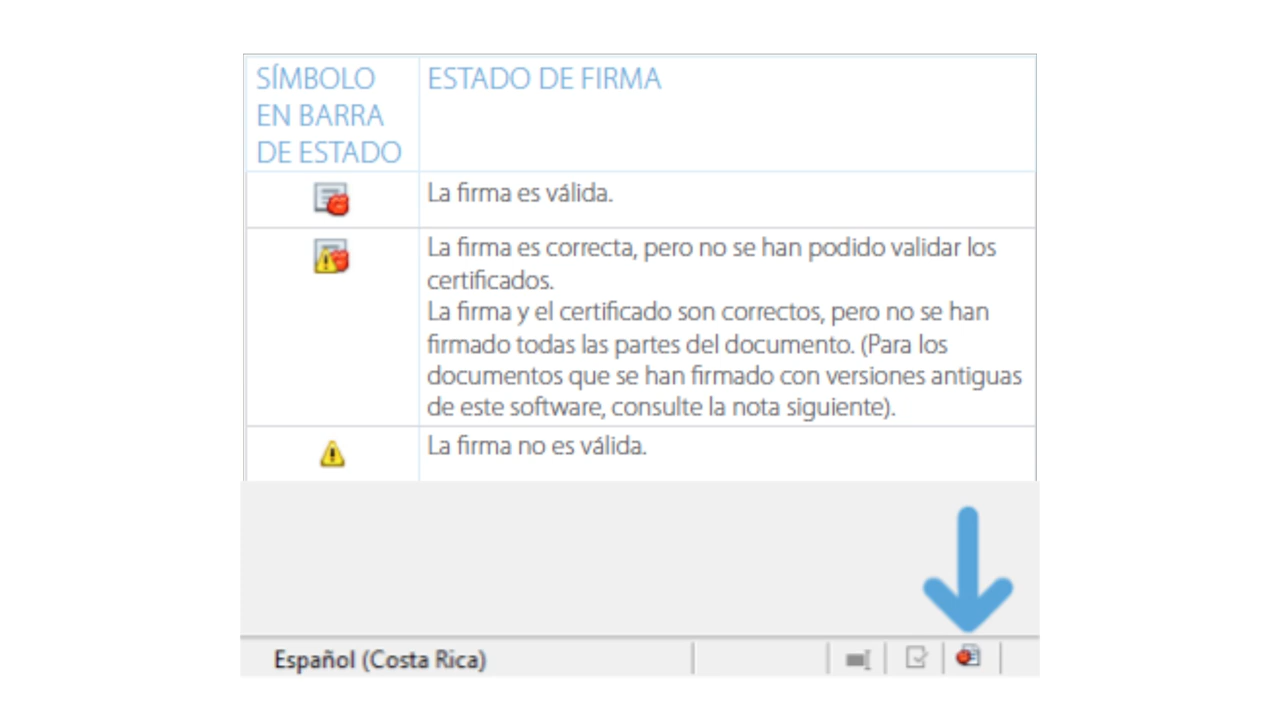 SÍMBOLO
EN BARRA
DE ESTADO
ESTADO DE FIRMA
La firma es válida.
La firma es correcta, pero no se han podido validar los
certificados.
La firma y el certificado son correctos, pero no se han
firmado todas las partes del documento. (Para los
documentos que se han firmado con versiones antiguas
de este software, consulte la nota siguiente).
La firma no es válida.
Español (Costa Rica)